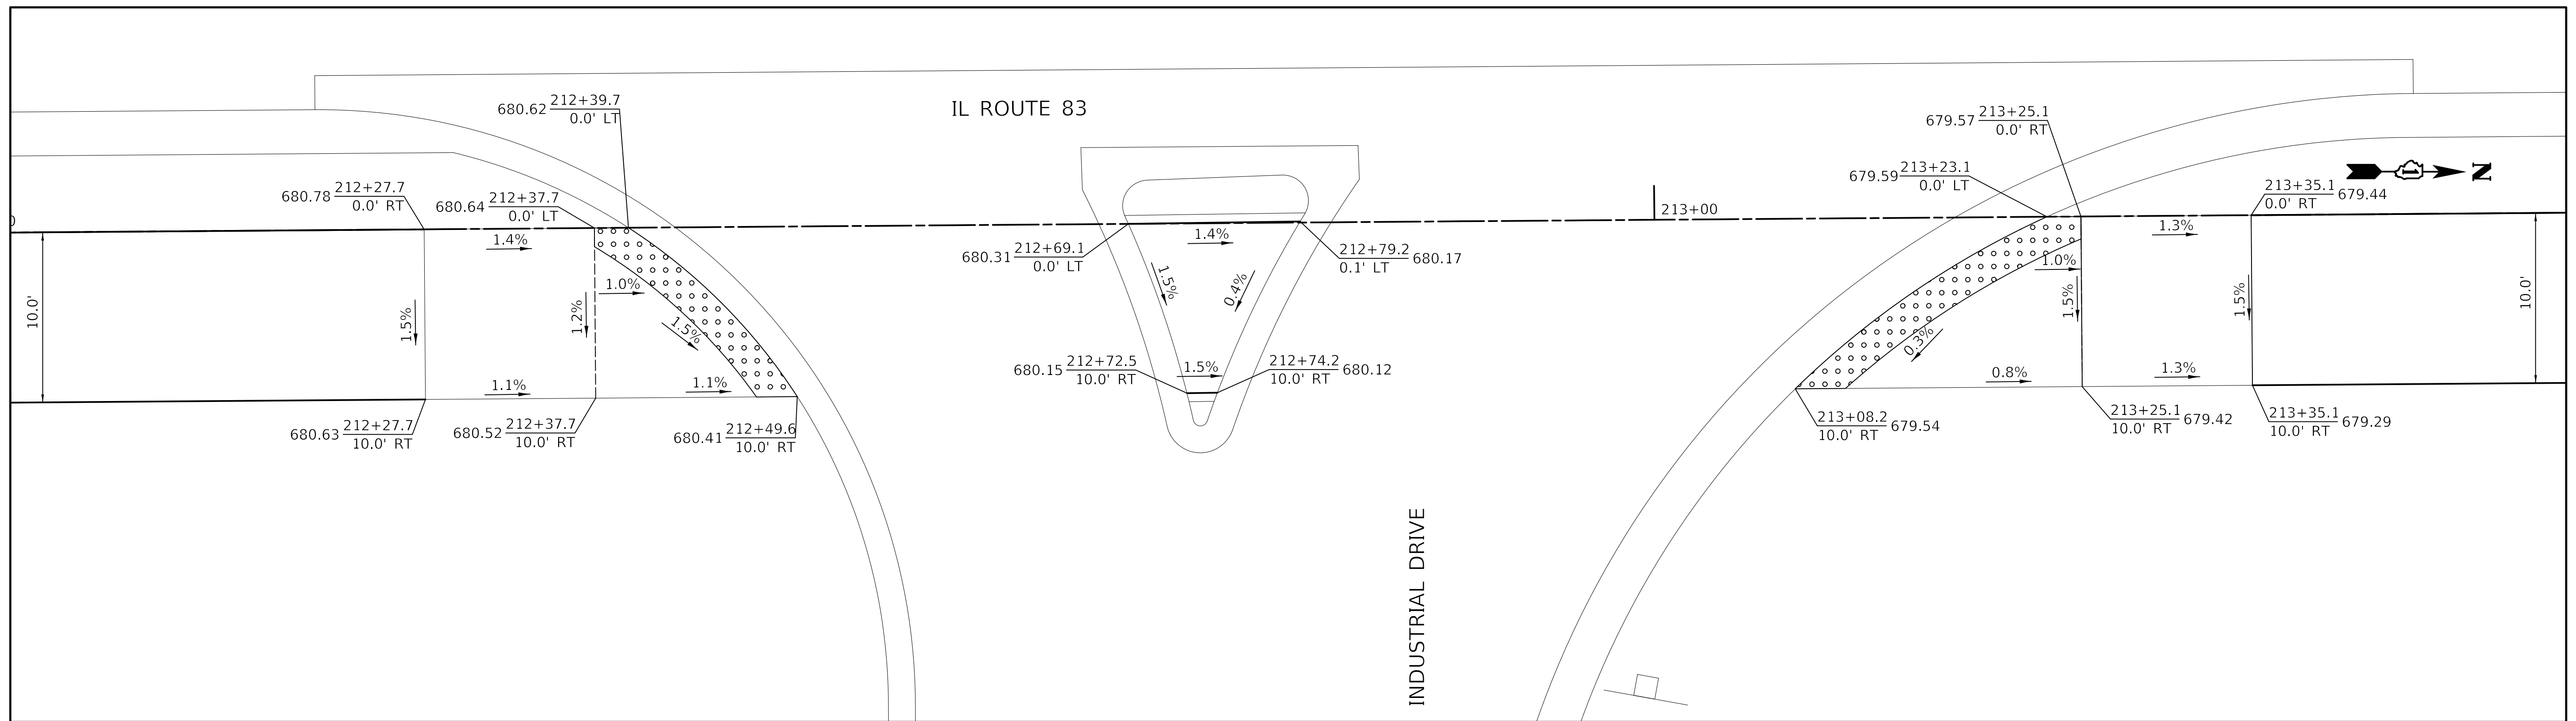 IL ROUTE 83
680.62 212+39.7
0.0' LT
679.57 213+25.1
0.0' RT
679.59 213+23.1
0.0' LT
1
N
680.78 212+27.7
0.0' RT
680.64 212+37.7
0.0' LT
213+35.1 679.44
0.0' RT
213+00
1.4%
1.4%
1.3%
680.31 212+69.1
0.0' LT
212+79.2 680.17
0.1' LT
1.0%
1.5%
0.4%
1.0%
10.0'
1.5%
1.2%
1.5%
1.5%
1.5%
10.0'
0.3%
680.15 212+72.5
10.0' RT
1.5%
212+74.2 680.12
10.0' RT
1.1%
1.1%
0.8%
1.3%
680.63 212+27.7
10.0' RT
680.52 212+37.7
10.0' RT
680.41 212+49.6
10.0' RT
213+08.2 679.54
10.0' RT
213+25.1 679.42
10.0' RT
213+35.1 679.29
10.0' RT
INDUSTRIAL DRIVE